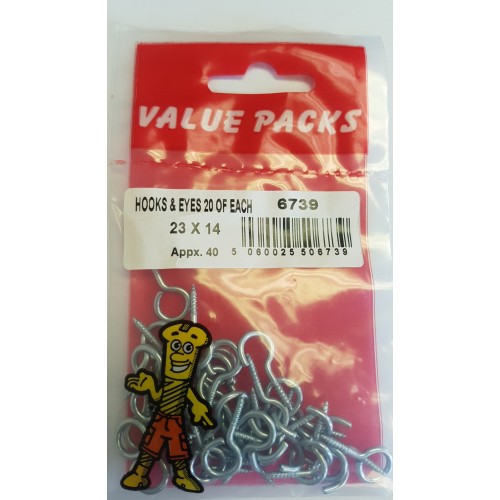 VALUE PACKS
HOOKS & EYES 20 OF EACH 6739
23 X 14
Appx. 40 5 060025 506739